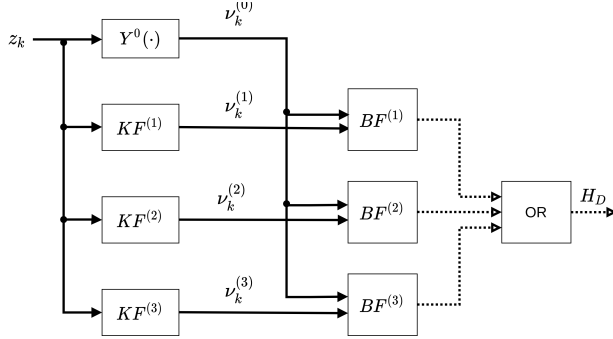 ν_k^(0)
z_k
Y^0(·)
ν_k^(1)
KF^(1)
BF^(1)
ν_k^(2)
KF^(2)
BF^(2)
OR
H_D
ν_k^(3)
KF^(3)
BF^(3)